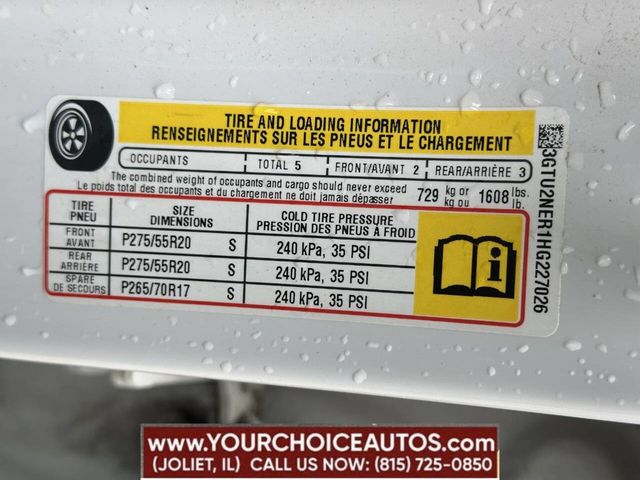 TIRE AND LOADING INFORMATION
RENSEIGNEMENTS SUR LES PNEUS ET LE CHARGEMENT
OCCUPANTS TOTAL 5 FRONT/AVANT 2 REAR/ARRIÈRE 3
The combined weight of occupants and cargo should never exceed 729 kg or 1608 lbs.
Le poids total des occupants et du chargement ne doit jamais dépasser kg ou lb.
TIRE SIZE COLD TIRE PRESSURE
PNEU DIMENSIONS PRESSION DES PNEUS À FROID
FRONT
AVANT P275/55R20 S 240 kPa, 35 PSI
REAR
ARRIÈRE P275/55R20 S 240 kPa, 35 PSI
SPARE
DE SECOURS P265/70R17 S 240 kPa, 35 PSI
i
3GTU2NER1HG227026
WWW.YOURCHOICEAUTOS.COM
(JOLIET, IL) CALL US NOW: (815) 725-0850